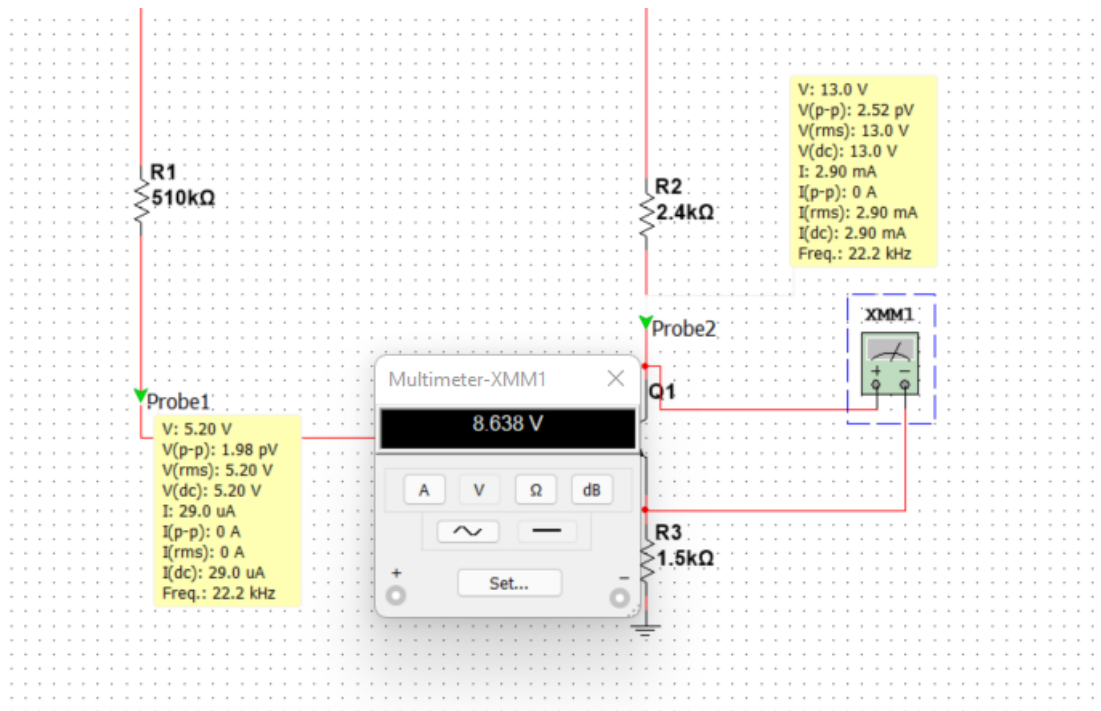 R1
510kΩ
R2
2.4kΩ
V: 13.0 V
V(p-p): 2.52 pV
V(rms): 13.0 V
V(dc): 13.0 V
I: 2.90 mA
I(p-p): 0 A
I(rms): 2.90 mA
I(dc): 2.90 mA
Freq.: 22.2 kHz
XMM1
+ −
Probe2
Multimeter-XMM1 ×
8.638 V
A V Ω dB
+ −
Set...
Q1
Probe1
V: 5.20 V
V(p-p): 1.98 pV
V(rms): 5.20 V
V(dc): 5.20 V
I: 29.0 uA
I(p-p): 0 A
I(rms): 0 A
I(dc): 29.0 uA
Freq.: 22.2 kHz
R3
1.5kΩ